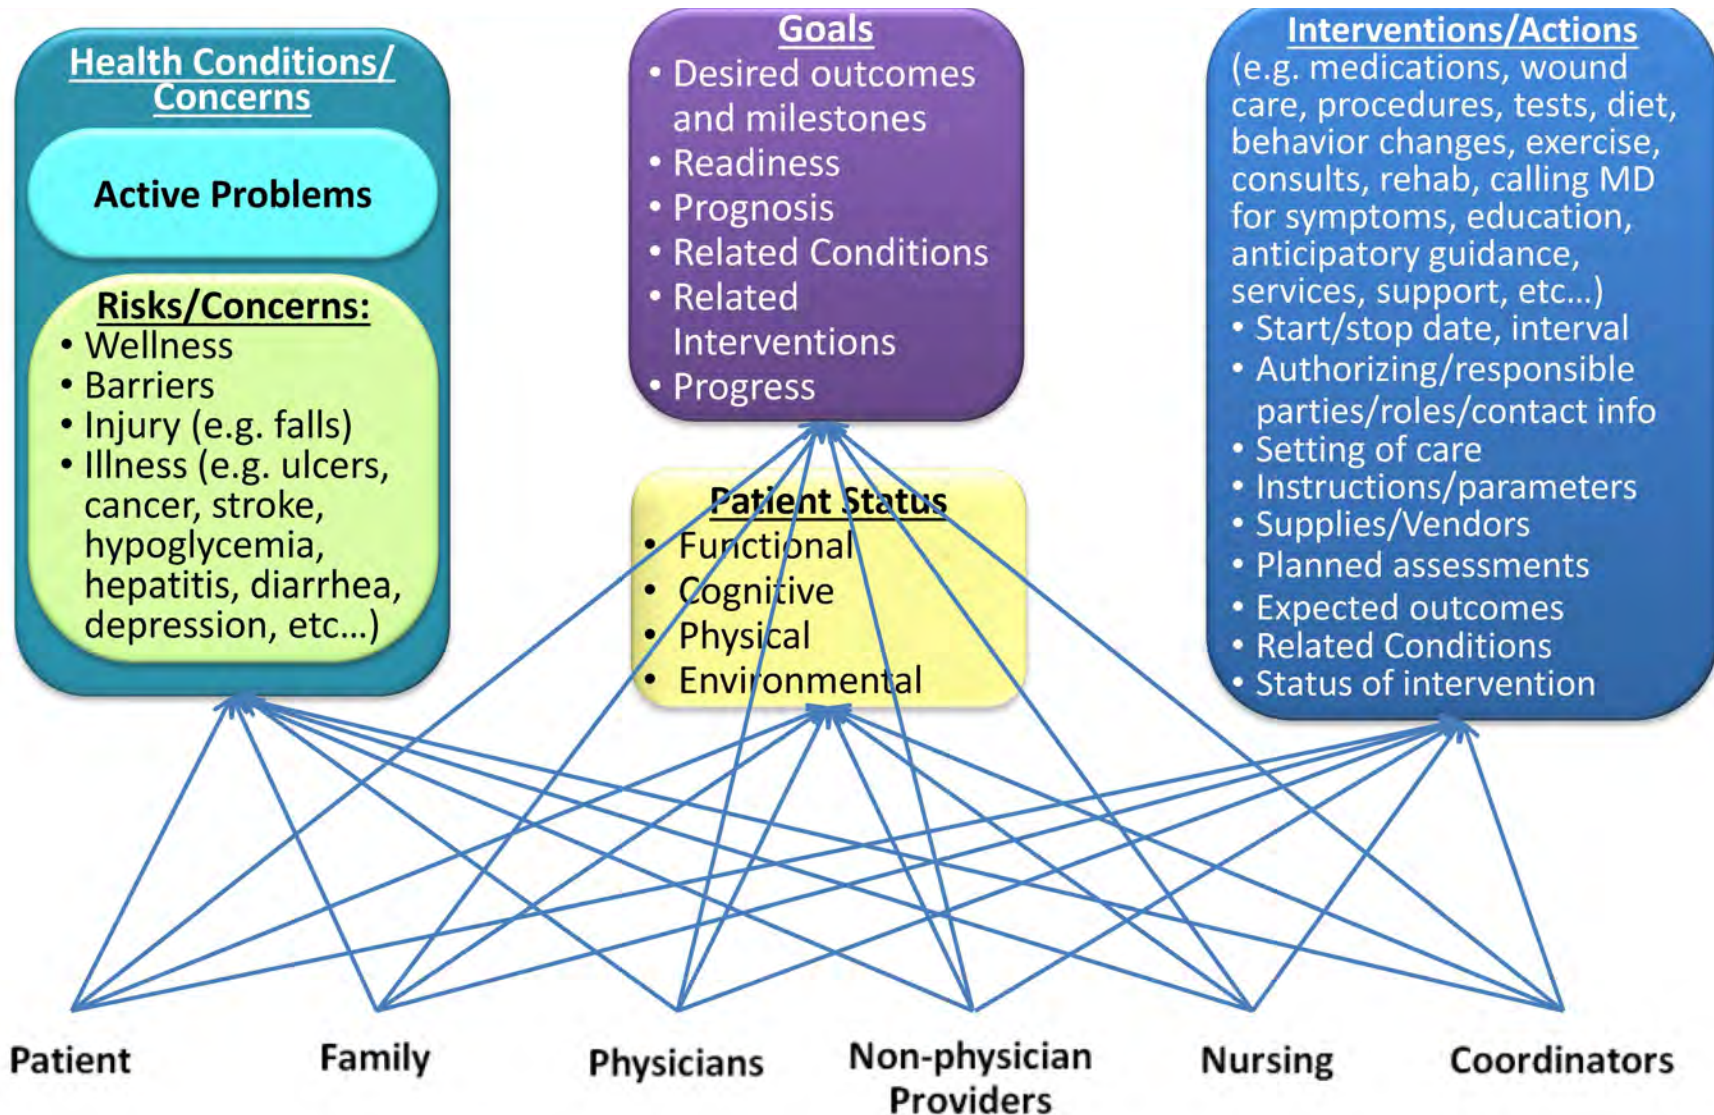 Health Conditions/
Concerns
Active Problems
Risks/Concerns:
• Wellness
• Barriers
• Injury (e.g. falls)
• Illness (e.g. ulcers,
cancer, stroke,
hypoglycemia,
hepatitis, diarrhea,
depression, etc...)
Goals
• Desired outcomes
and milestones
• Readiness
• Prognosis
• Related Conditions
• Related
Interventions
• Progress
Patient Status
• Functional
• Cognitive
• Physical
• Environmental
Interventions/Actions
(e.g. medications, wound
care, procedures, tests, diet,
behavior changes, exercise,
consults, rehab, calling MD
for symptoms, education,
anticipatory guidance,
services, support, etc...)
• Start/stop date, interval
• Authorizing/responsible
parties/roles/contact info
• Setting of care
• Instructions/parameters
• Supplies/Vendors
• Planned assessments
• Expected outcomes
• Related Conditions
• Status of intervention
Patient
Family
Physicians
Non-physician
Providers
Nursing
Coordinators